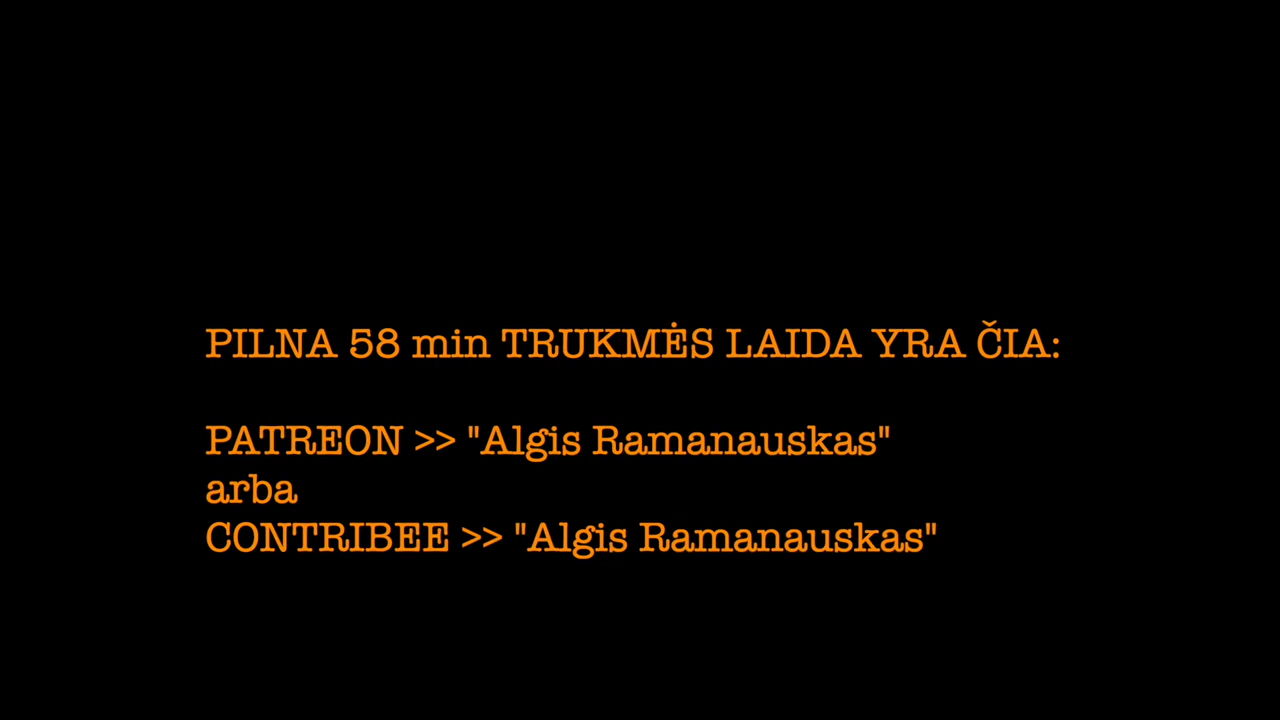 PILNA 58 min TRUKMĖS LAIDA YRA ČIA:
PATREON >> "Algis Ramanauskas"
arba
CONTRIBEE >> "Algis Ramanauskas"